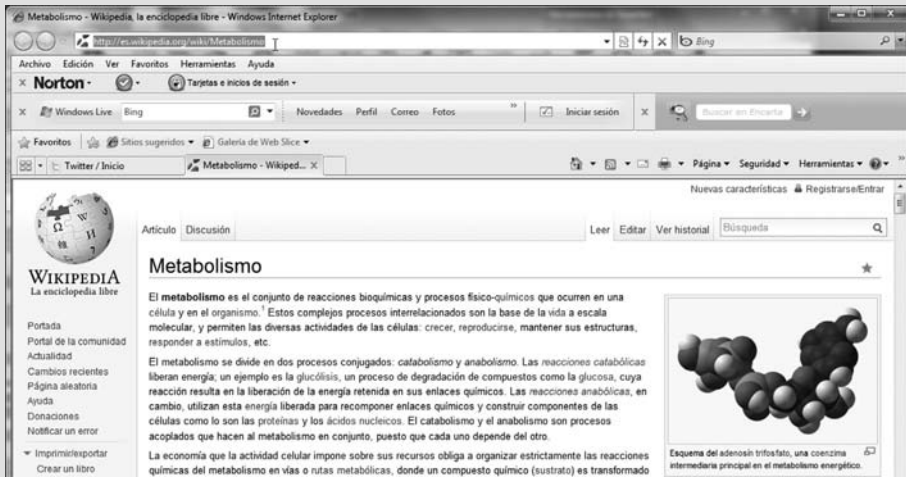 Metabolismo - Wikipedia, la enciclopedia libre - Windows Internet Explorer
http://es.wikipedia.org/wiki/Metabolismo
Bing
Archivo Edición Ver Favoritos Herramientas Ayuda
Norton
Tarjetas e inicios de sesión
Windows Live Bing Novedades Perfil Correo Fotos Iniciar sesión Buscar en Encarta
Favoritos Sitios sugeridos Galería de Web Slice
Twitter / Inicio Metabolismo - Wikiped... Página Seguridad Herramientas
Nuevas características Registrarse/Entrar
Artículo Discusión Leer Editar Ver historial Búsqueda
WIKIPEDIA
La enciclopedia libre
Portada
Portal de la comunidad
Actualidad
Cambios recientes
Página aleatoria
Ayuda
Donaciones
Notificar un error
Imprimir/exportar
Crear un libro
Metabolismo
El metabolismo es el conjunto de reacciones bioquímicas y procesos físico-químicos que ocurren en una
célula y en el organismo.1 Estos complejos procesos interrelacionados son la base de la vida a escala
molecular, y permiten las diversas actividades de las células: crecer, reproducirse, mantener sus estructuras,
responder a estímulos, etc.
El metabolismo se divide en dos procesos conjugados: catabolismo y anabolismo. Las reacciones catabólicas
liberan energía; un ejemplo es la glucólisis, un proceso de degradación de compuestos como la glucosa, cuya
reacción resulta en la liberación de la energía retenida en sus enlaces químicos. Las reacciones anabólicas, en
cambio, utilizan esta energía liberada para recomponer enlaces químicos y construir componentes de las
células como lo son las proteínas y los ácidos nucleicos. El catabolismo y el anabolismo son procesos
acoplados que hacen al metabolismo en conjunto, puesto que cada uno depende del otro.
La economía que la actividad celular impone sobre sus recursos obliga a organizar estrictamente las reacciones
químicas del metabolismo en vías o rutas metabólicas, donde un compuesto químico (sustrato) es transformado
Esquema del adenosín trifosfato, una coenzima
intermediaria principal en el metabolismo energético.